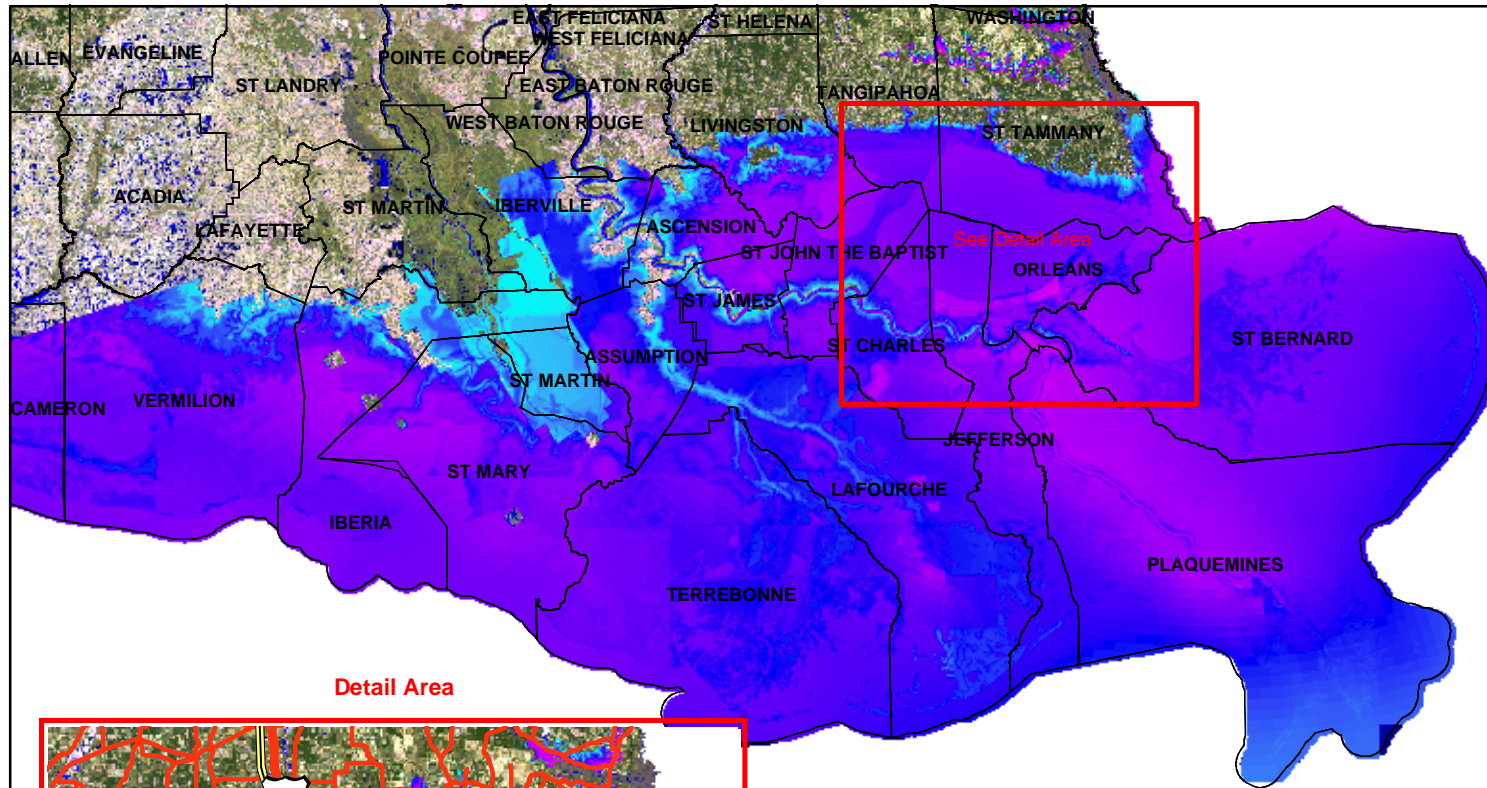 EAST FELICIANA
ST HELENA
WASHINGTON
WEST FELICIANA
ALLEN
EVANGELINE
POINTE COUPEE
ST LANDRY
EAST BATON ROUGE
TANGIPAHOA
WEST BATON ROUGE
LIVINGSTON
ST TAMMANY
ACADIA
ST MARTIN
IBERVILLE
LAFAYETTE
ASCENSION
See Detail Area
ST JOHN THE BAPTIST
ORLEANS
ST JAMES
ST BERNARD
ST CHARLES
ASSUMPTION
ST MARTIN
CAMERON
VERMILION
JEFFERSON
ST MARY
LAFOURCHE
IBERIA
PLAQUEMINES
TERREBONNE
Detail Area